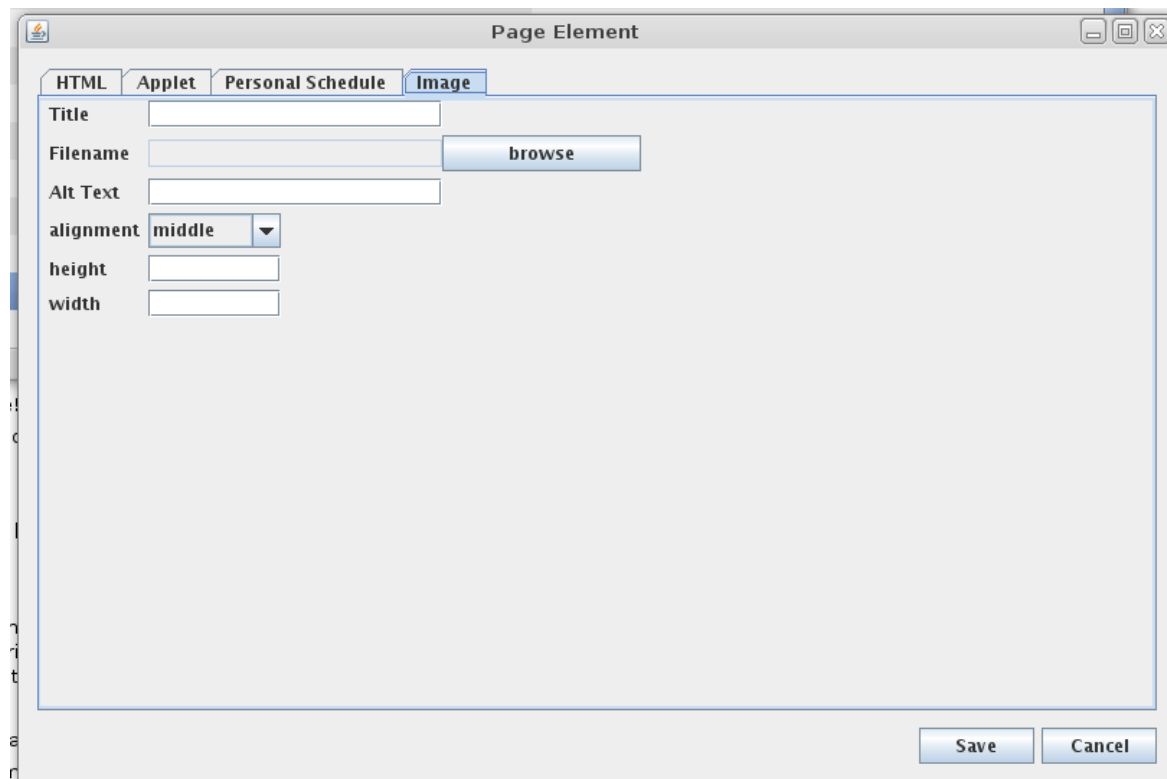 Page Element
HTML Applet Personal Schedule Image
Title
Filename browse
Alt Text
alignment middle
height
width
Save Cancel